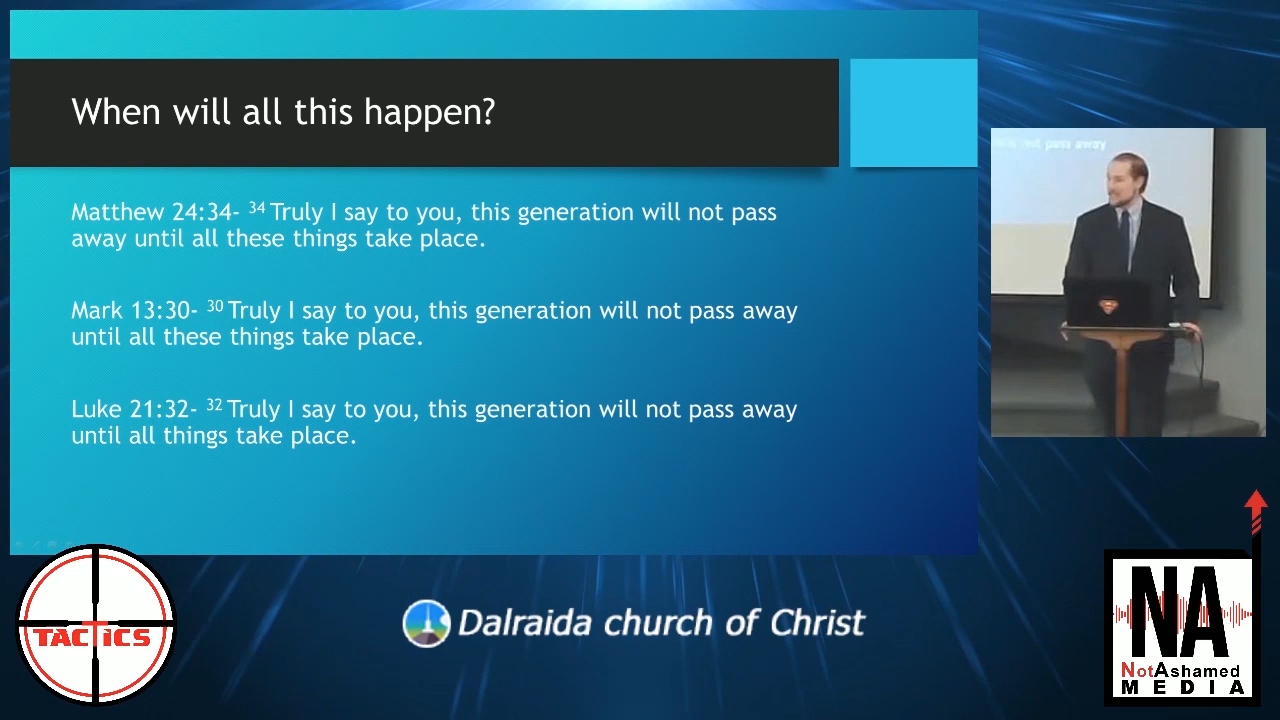 When will all this happen?
Matthew 24:34- 34 Truly I say to you, this generation will not pass
away until all these things take place.
Mark 13:30- 30 Truly I say to you, this generation will not pass away
until all these things take place.
Luke 21:32- 32 Truly I say to you, this generation will not pass away
until all things take place.
not pass away
TACTICS
Dalraida church of Christ
NA
NotAshamed
MEDIA